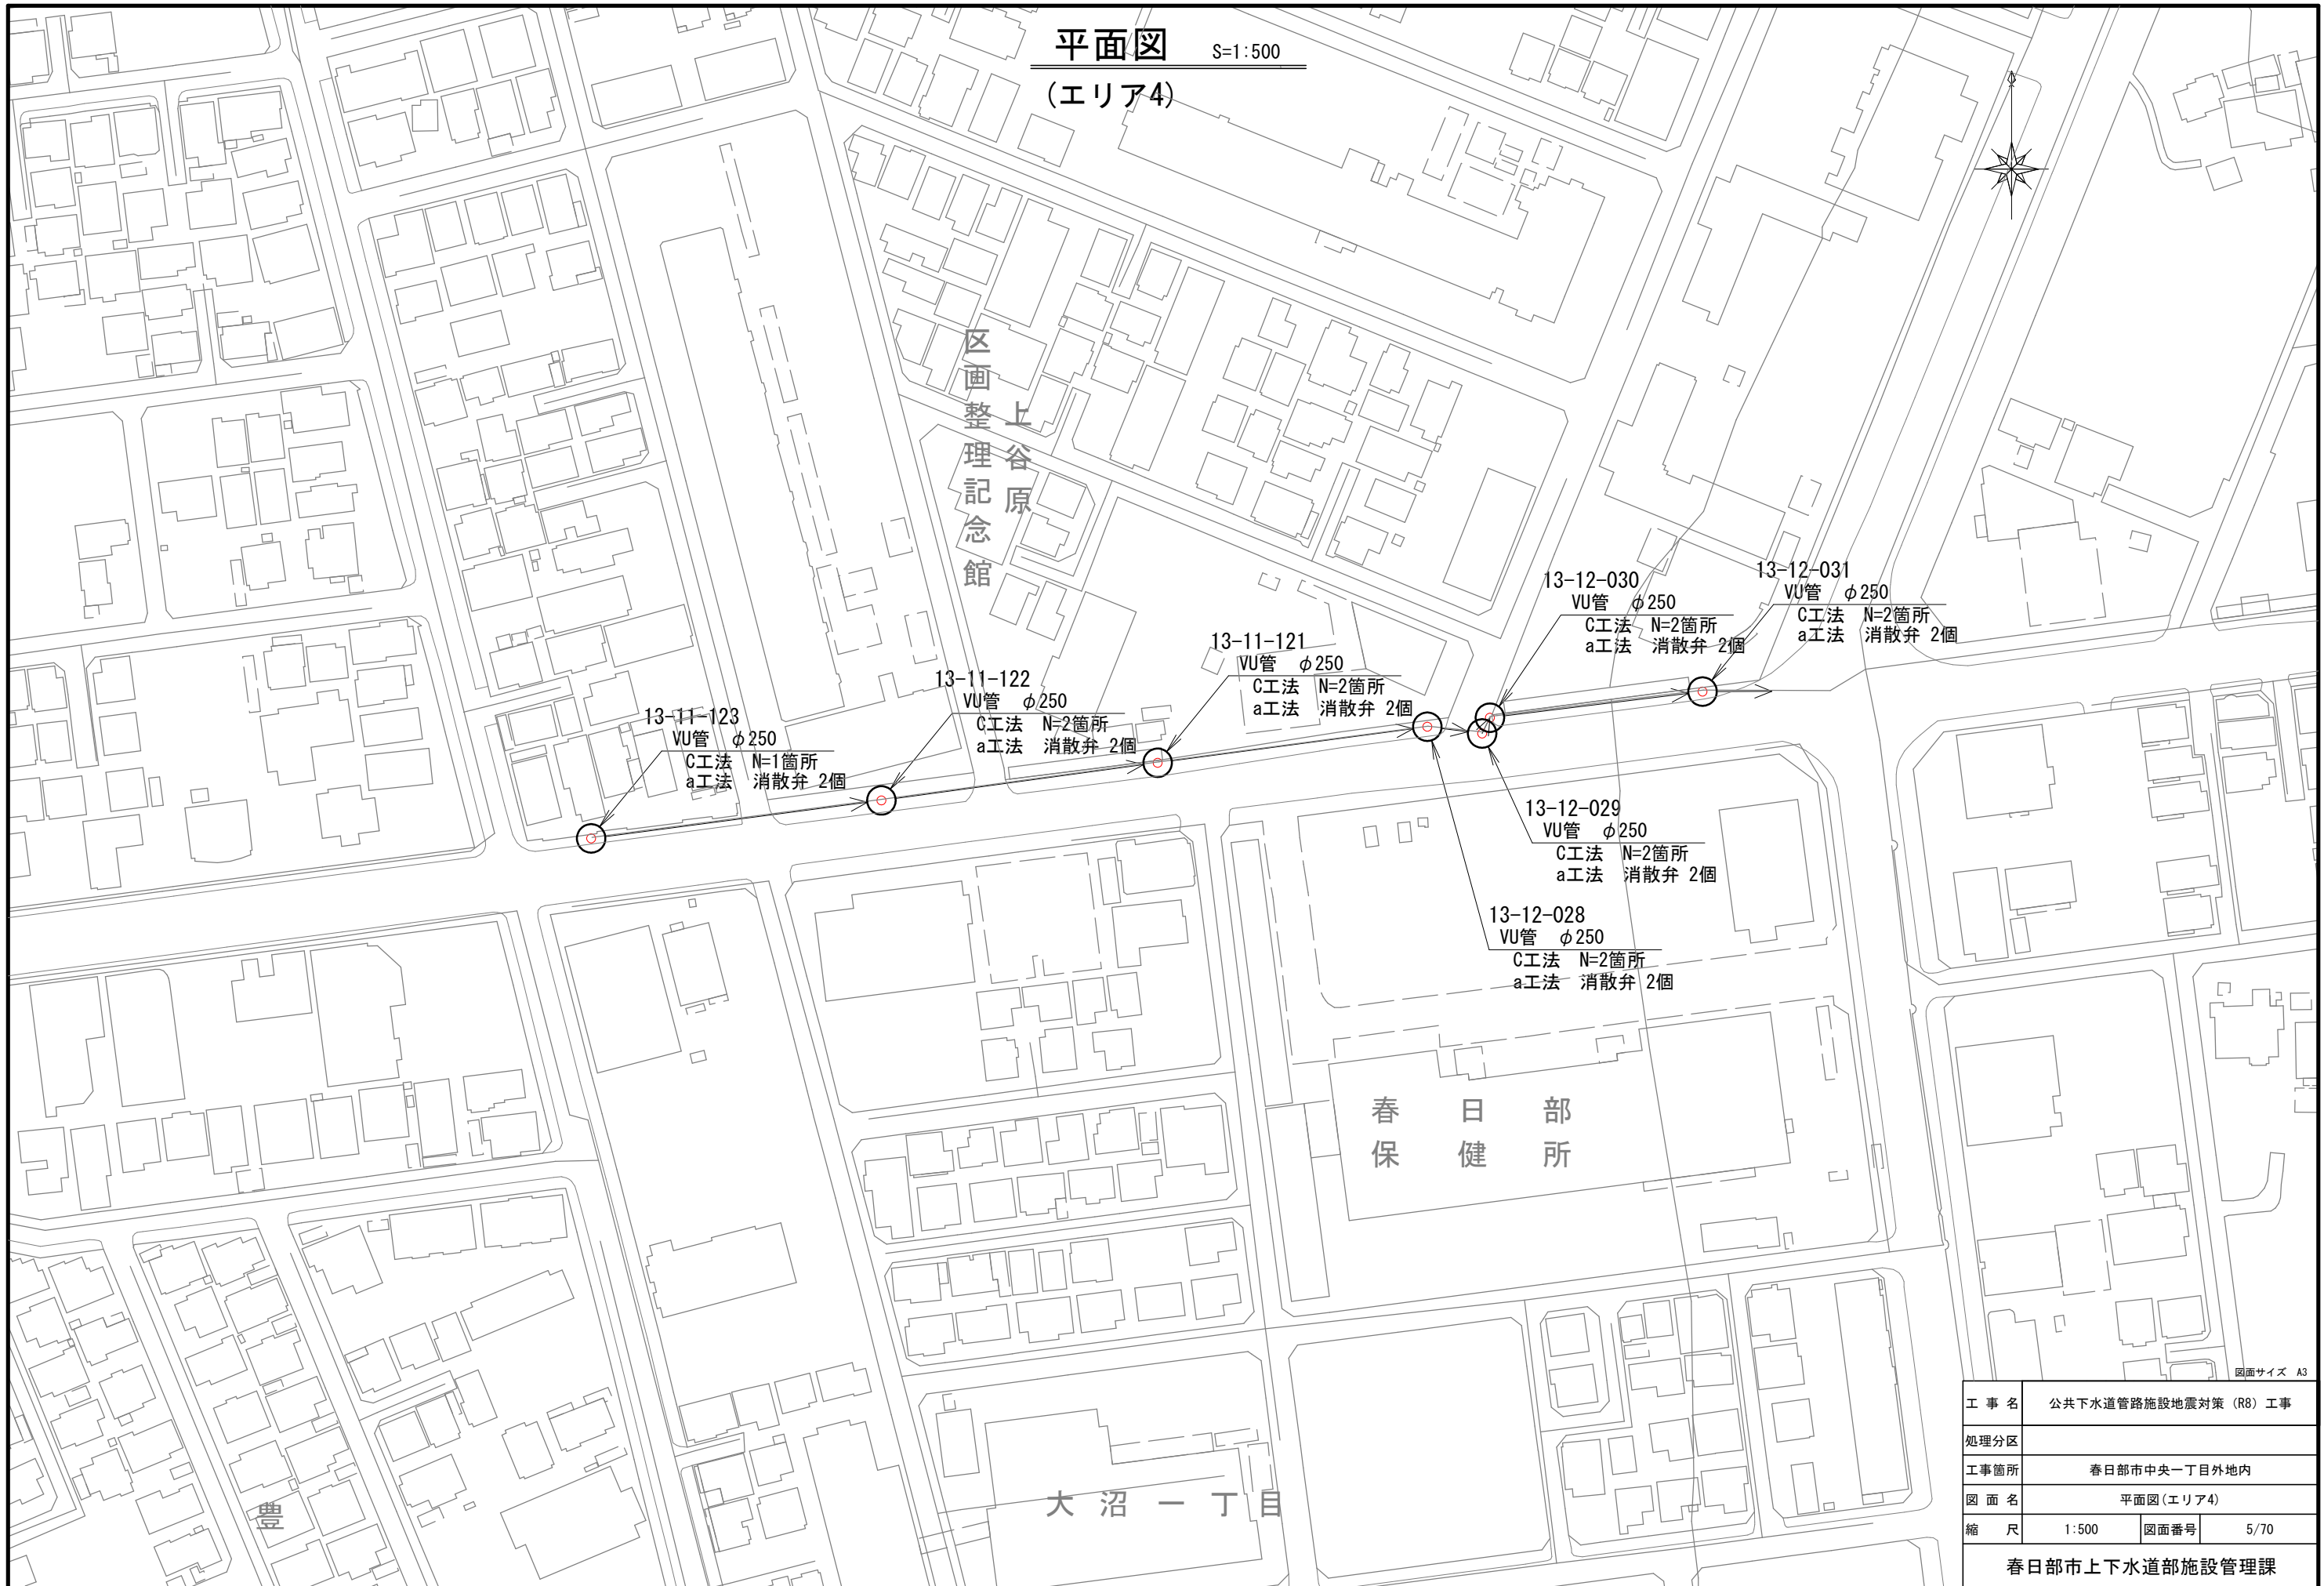 平面図 S=1:500
(エリア4)
区画整理記念館
上谷原
13-12-030
VU管 φ250
C工法 N=2箇所
a工法 消散弁 2個
13-12-031
VU管 φ250
C工法 N=2箇所
a工法 消散弁 2個
13-11-121
VU管 φ250
C工法 N=2箇所
a工法 消散弁 2個
13-11-122
VU管 φ250
C工法 N=2箇所
a工法 消散弁 2個
13-11-123
VU管 φ250
C工法 N=1箇所
a工法 消散弁 2個
13-12-029
VU管 φ250
C工法 N=2箇所
a工法 消散弁 2個
13-12-028
VU管 φ250
C工法 N=2箇所
a工法 消散弁 2個
春日部
保健所
豊
大沼一丁目
図面サイズ A3
工事名 公共下水道管路施設地震対策（R8）工事
処理分区
工事箇所 春日部市中央一丁目外地内
図面名 平面図(エリア4)
縮尺 1:500 図面番号 5/70
春日部市上下水道部施設管理課